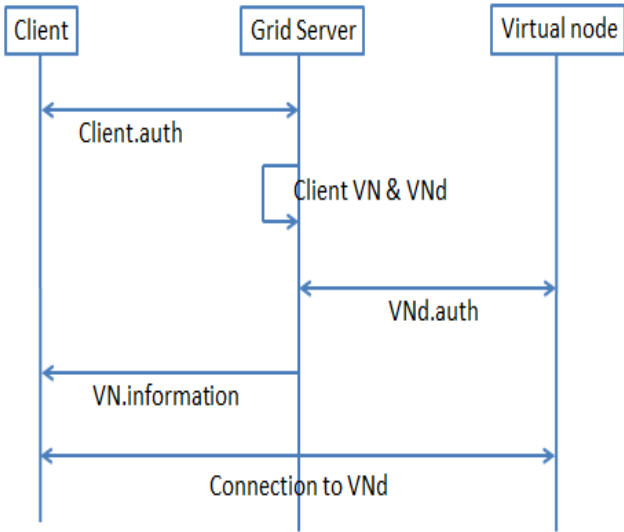 Client
Grid Server
Virtual node
Client.auth
Client VN & VNd
VNd.auth
VN.information
Connection to VNd